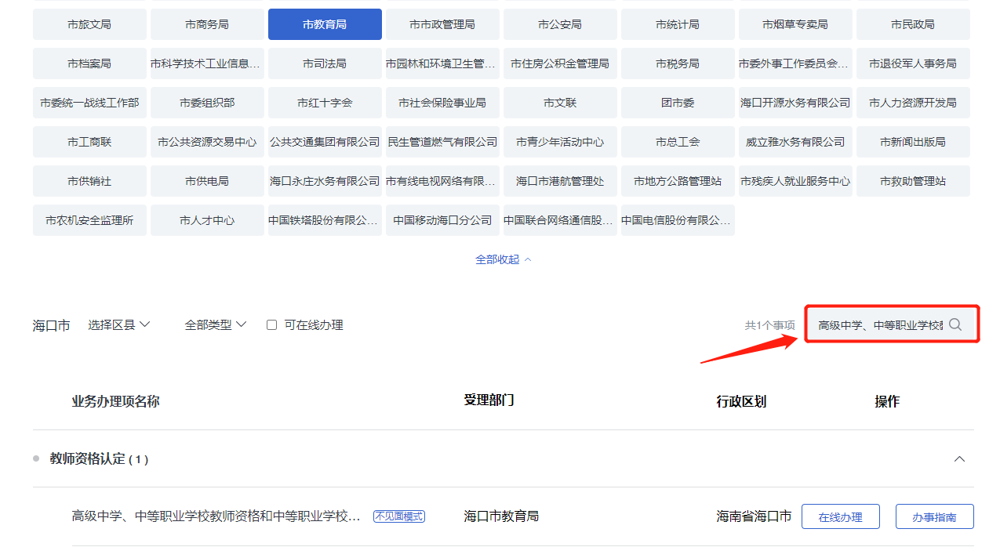 市旅文局 市商务局 市教育局 市市政管理局 市公安局 市统计局 市烟草专卖局 市民政局
市档案局 市科学技术工业信息... 市司法局 市园林和环境卫生管... 市住房公积金管理局 市税务局 市委外事工作委员会... 市退役军人事务局
市委统一战线工作部 市委组织部 市红十字会 市社会保险事业局 市文联 团市委 海口开源水务有限公司 市人力资源开发局
市工商联 市公共资源交易中心 公共交通集团有限公司 民生管道燃气有限公司 市青少年活动中心 市总工会 威立雅水务有限公司 市新闻出版局
市供销社 市供电局 海口永庄水务有限公司 市有线电视网络有限... 海口市港航管理处 市地方公路管理站 市残疾人就业服务中心 市救助管理站
市农机安全监理所 市人才中心 中国铁塔股份有限公... 中国移动海口分公司 中国联合网络通信股... 中国电信股份有限公...
全部收起
海口市 选择区县 全部类型 可在线办理 共1个事项 高级中学、中等职业学校
业务办理项名称 受理部门 行政区划 操作
教师资格认定 ( 1 )
高级中学、中等职业学校教师资格和中等职业学校... 不见面模式 海口市教育局 海南省海口市 在线办理 办事指南